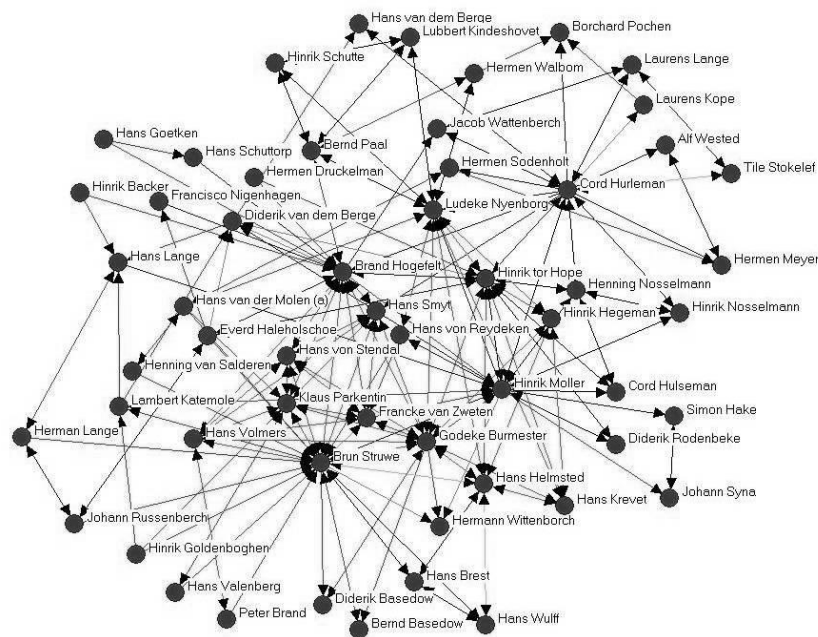 Hans van dem Berge
Lubbert Kindeshovet
Borchard Pochen
Hinrik Schutte
Hermen Walbom
Laurens Lange
Laurens Kope
Jacob Wattenberch
Hans Goetken
Bernd Paal
Alf Wested
Hans Schuttorp
Hermen Sodenholt
Tile Stokelef
Hermen Druckelman
Cord Hurleman
Hinrik Backer
Francisco Nigenhagen
Ludeke Nyenborg
Diderik van dem Berge
Hans Lange
Hermen Meyer
Brand Hogefelt
Hinrik tor Hope
Henning Nosselmann
Hans van der Molen (a)
Hans Smyt
Hinrik Nosselmann
Hinrik Hegeman
Everd Haleholschoe
Hans von Reydeken
Hans von Stendal
Henning van Salderen
Hinrik Moller
Cord Hulseman
Lambert Katemole
Klaus Parkentin
Simon Hake
Francke van Zweten
Herman Lange
Hans Volmers
Godeke Burmester
Diderik Rodenbeke
Brun Struwe
Hans Helmsted
Johann Syna
Hans Krevet
Johann Russenberch
Hermann Wittenborch
Hinrik Goldenboghen
Hans Brest
Hans Valenberg
Diderik Basedow
Peter Brand
Bernd Basedow
Hans Wulff